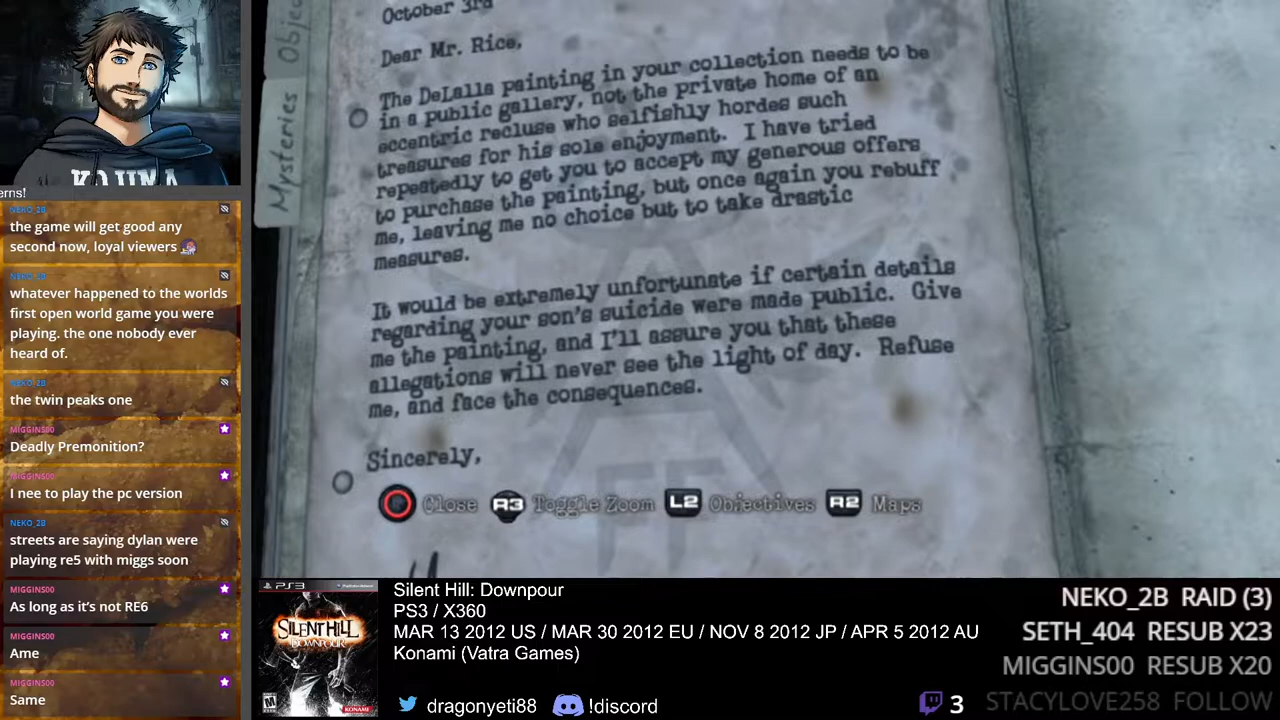 KOJIMA
erns!
NEKO_2B
the game will get good any
second now, loyal viewers
NEKO_2B
whatever happened to the worlds
first open world game you were
playing. the one nobody ever
heard of.
NEKO_2B
the twin peaks one
MIGGINS00
Deadly Premonition?
MIGGINS00
I nee to play the pc version
NEKO_2B
streets are saying dylan were
playing re5 with miggs soon
MIGGINS00
As long as it’s not RE6
MIGGINS00
Ame
MIGGINS00
Same
Mysteries
October 3rd
Dear Mr. Rice,
The DeLalla painting in your collection needs to be
in a public gallery, not the private home of an
eccentric recluse who selfishly hordes such
treasures for his sole enjoyment. I have tried
repeatedly to get you to accept my generous offers
to purchase the painting, but once again you rebuff
me, leaving me no choice but to take drastic
measures.
It would be extremely unfortunate if certain details
regarding your son's suicide were made public. Give
me the painting, and I'll assure you that these
allegations will never see the light of day. Refuse
me, and face the consequences.
Sincerely,
Close R3 Toggle Zoom L2 Objectives R2 Maps
PS3
SILENT HILL
DOWNPOUR
M
KONAMI
Silent Hill: Downpour
PS3 / X360
MAR 13 2012 US / MAR 30 2012 EU / NOV 8 2012 JP / APR 5 2012 AU
Konami (Vatra Games)
dragonyeti88 !discord
3
NEKO_2B RAID (3)
SETH_404 RESUB X23
MIGGINS00 RESUB X20
STACYLOVE258 FOLLOW